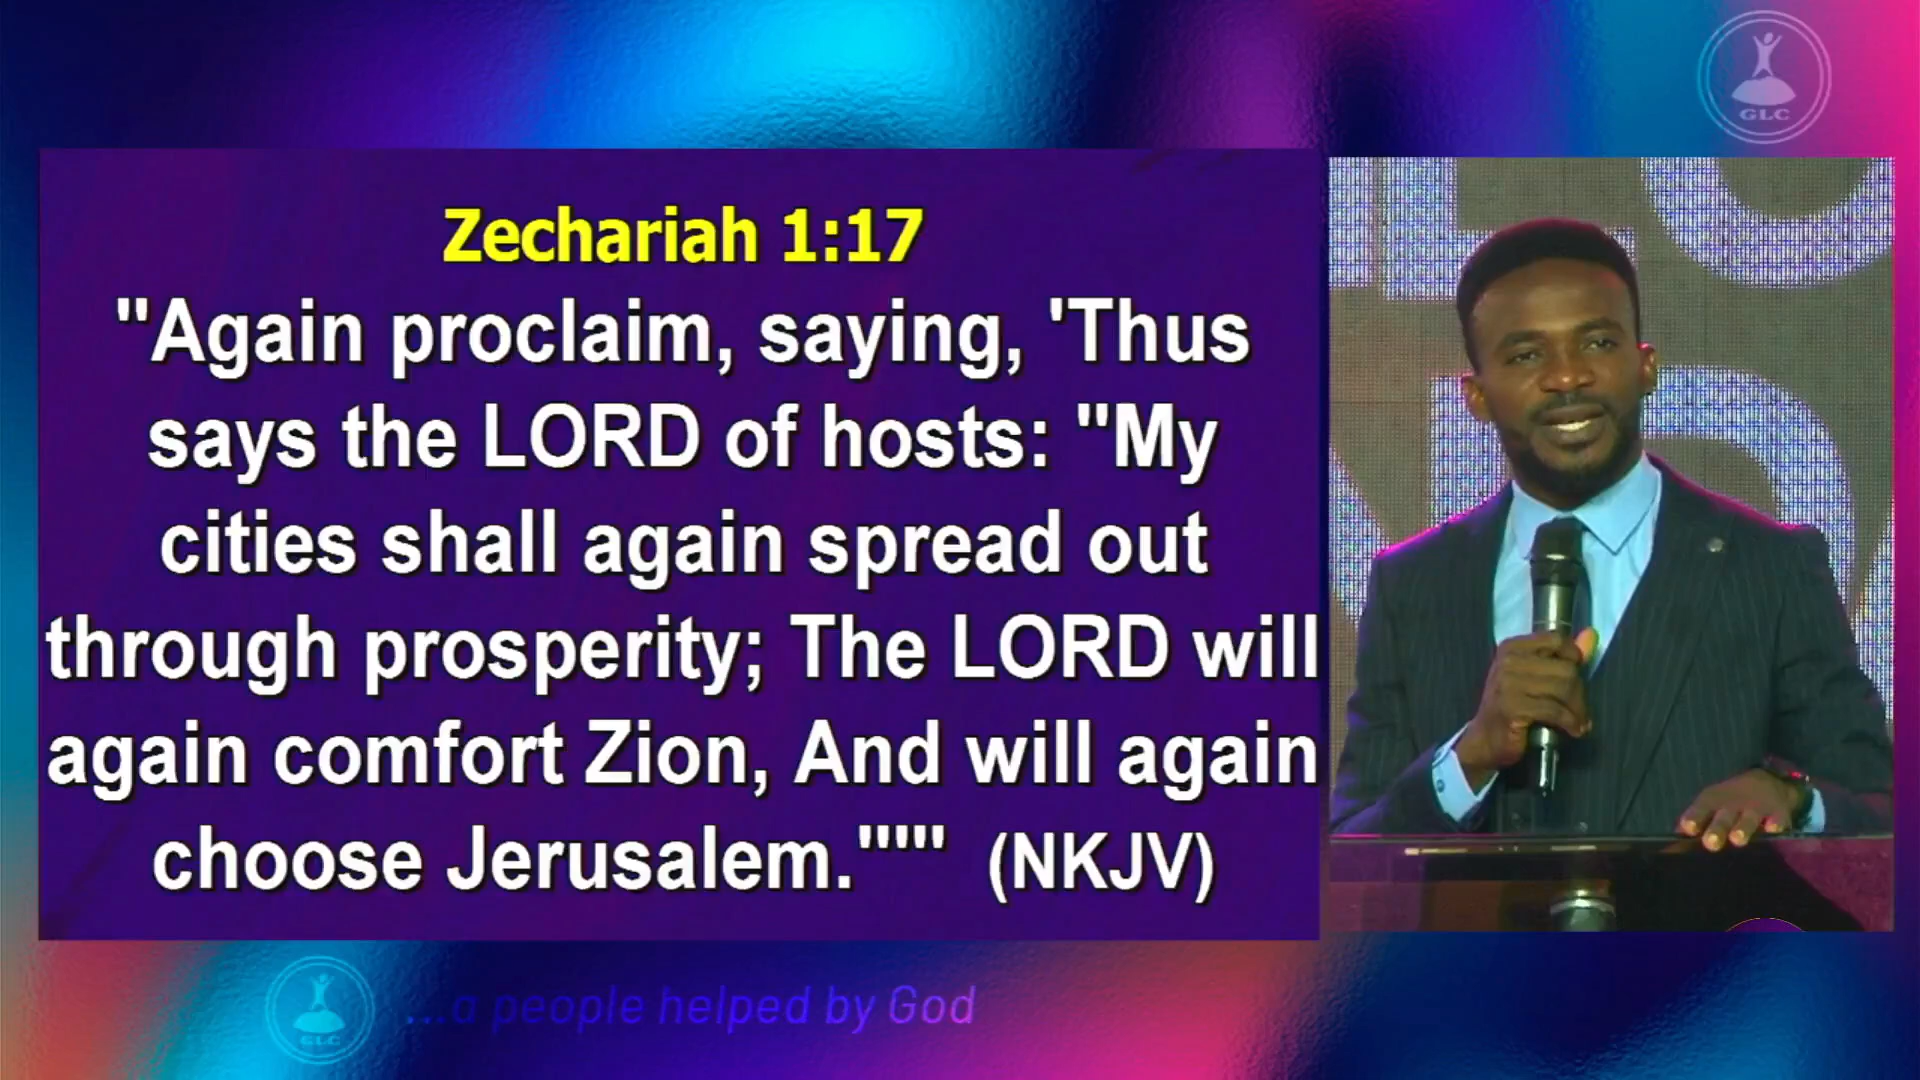 GLC
Zechariah 1:17
"Again proclaim, saying, 'Thus
says the LORD of hosts: "My
cities shall again spread out
through prosperity; The LORD will
again comfort Zion, And will again
choose Jerusalem."'" (NKJV)
GLC
...a people helped by God